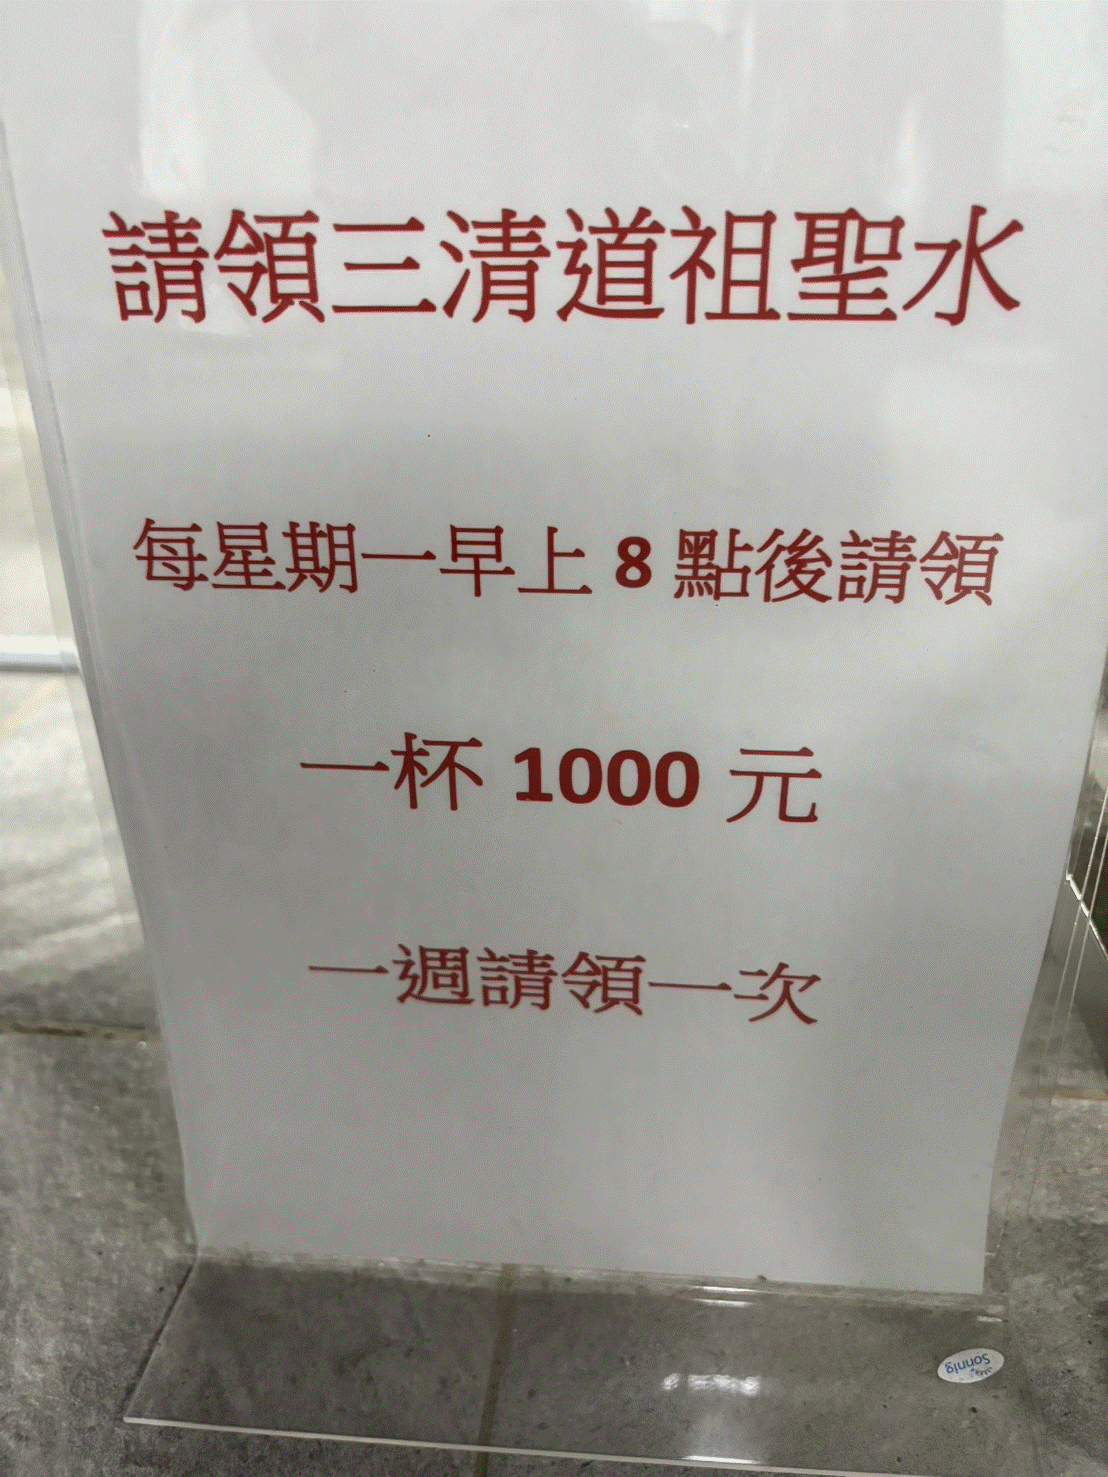 請領三清道祖聖水
每星期一早上 8 點後請領
一杯 1000 元
一週請領一次
Sonnig